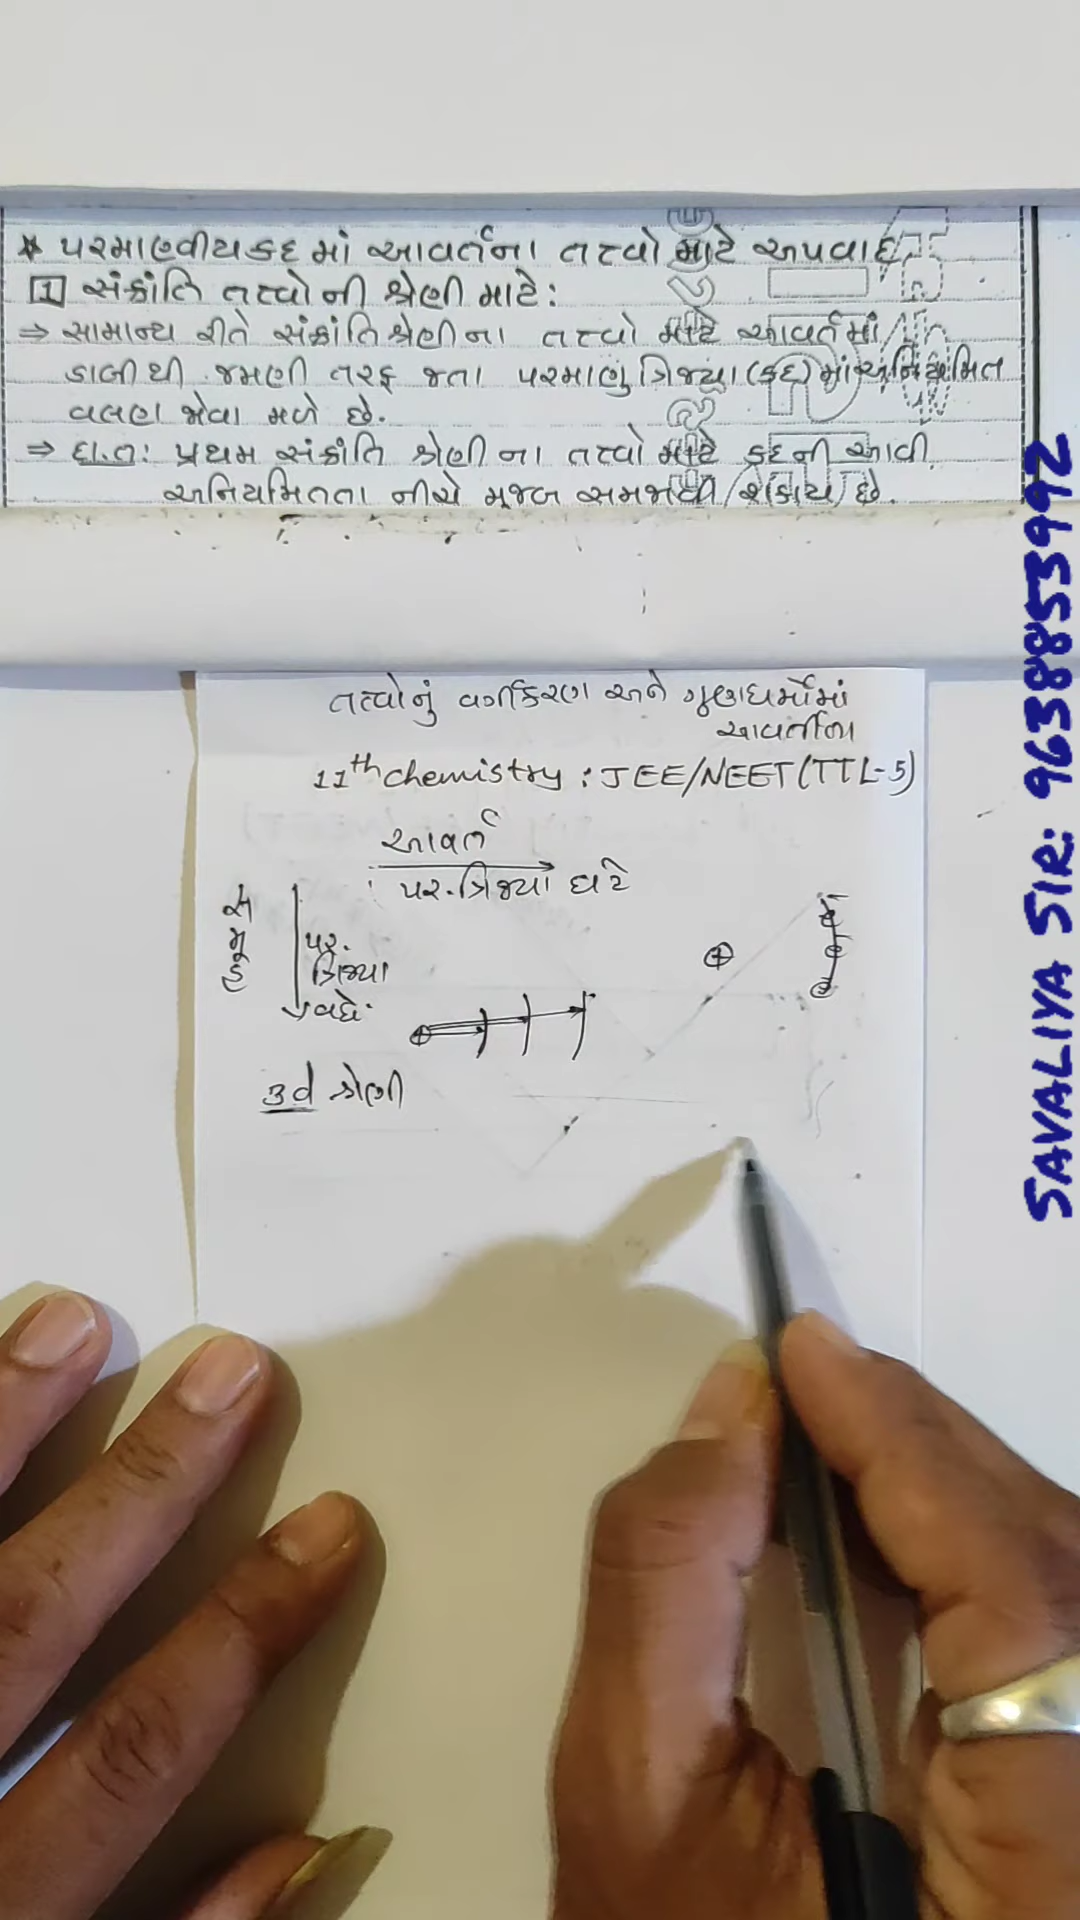 * પરમાણ્વીયકદ માં આવર્તના તત્વો માટે અપવાદ
1 સંક્રાંતિ તત્વોની શ્રેણી માટે:
⇒ સામાન્ય રીતે સંક્રાંતિશ્રેણીના તત્વો માટે આવર્તમાં
ડાબીથી જમણી તરફ જતા પરમાણુ ત્રિજ્યા (કદ) માં અનિયમિત
વલણ જોવા મળે છે.
⇒ દા.ત: પ્રથમ સંક્રાંતિ શ્રેણી ના તત્વો માટે કદની આવી
અનિયમિતતા નીચે મૂજબ સમજાવી શકાય છે.
તત્વોનું વર્ગીકરણ અને ગુણધર્મોમાં
આવર્તીતા
11th chemistry : JEE/NEET (TTL-5)
આવર્ત
પર. ત્રિજ્યા ઘટે
સમૂહ
પર.
ત્રિજ્યા
વધે.
3d શ્રેણી
SAVALIYA SIR: 9638853992